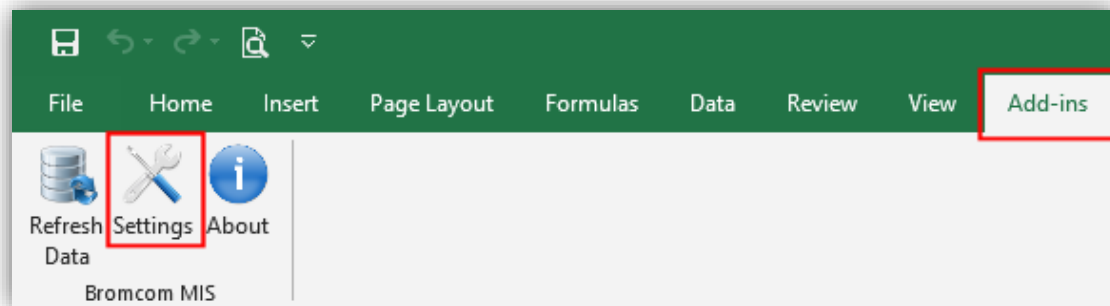 File Home Insert Page Layout Formulas Data Review View Add-ins
Refresh Settings About
Data
Bromcom MIS